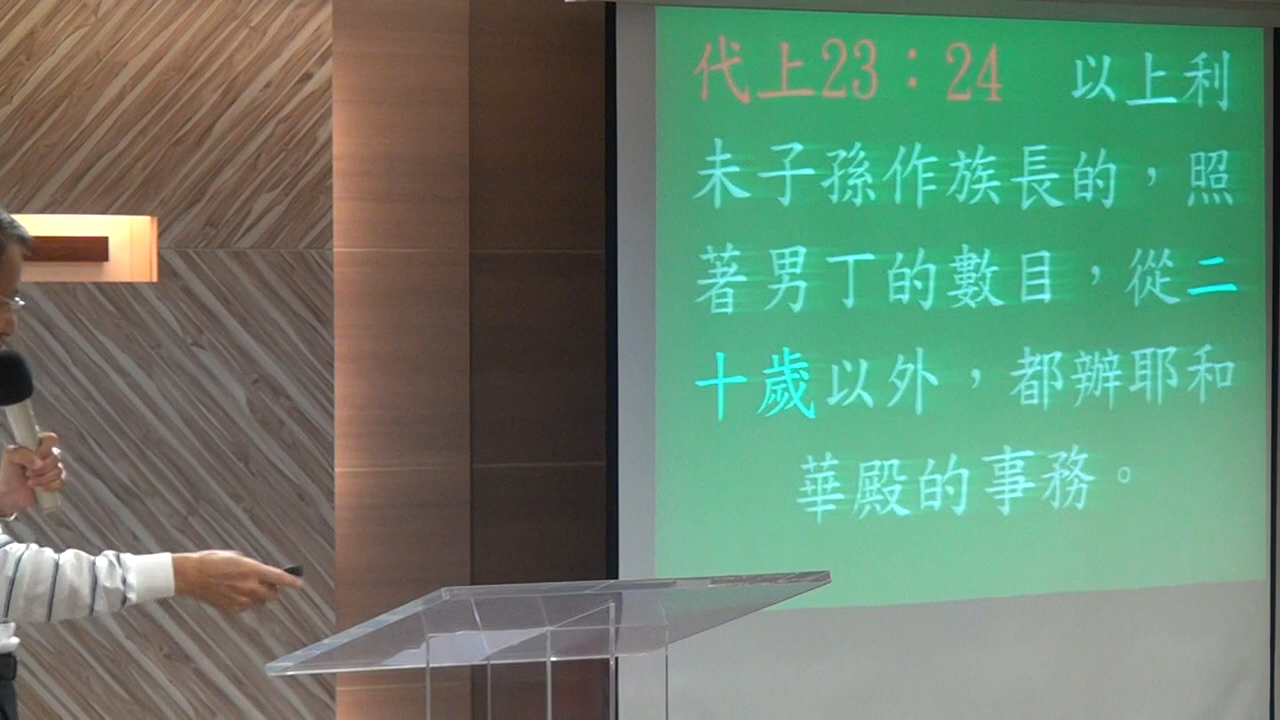 代上23：24　以上利
未子孫作族長的，照
著男丁的數目，從二
十歲以外，都辦耶和
華殿的事務。